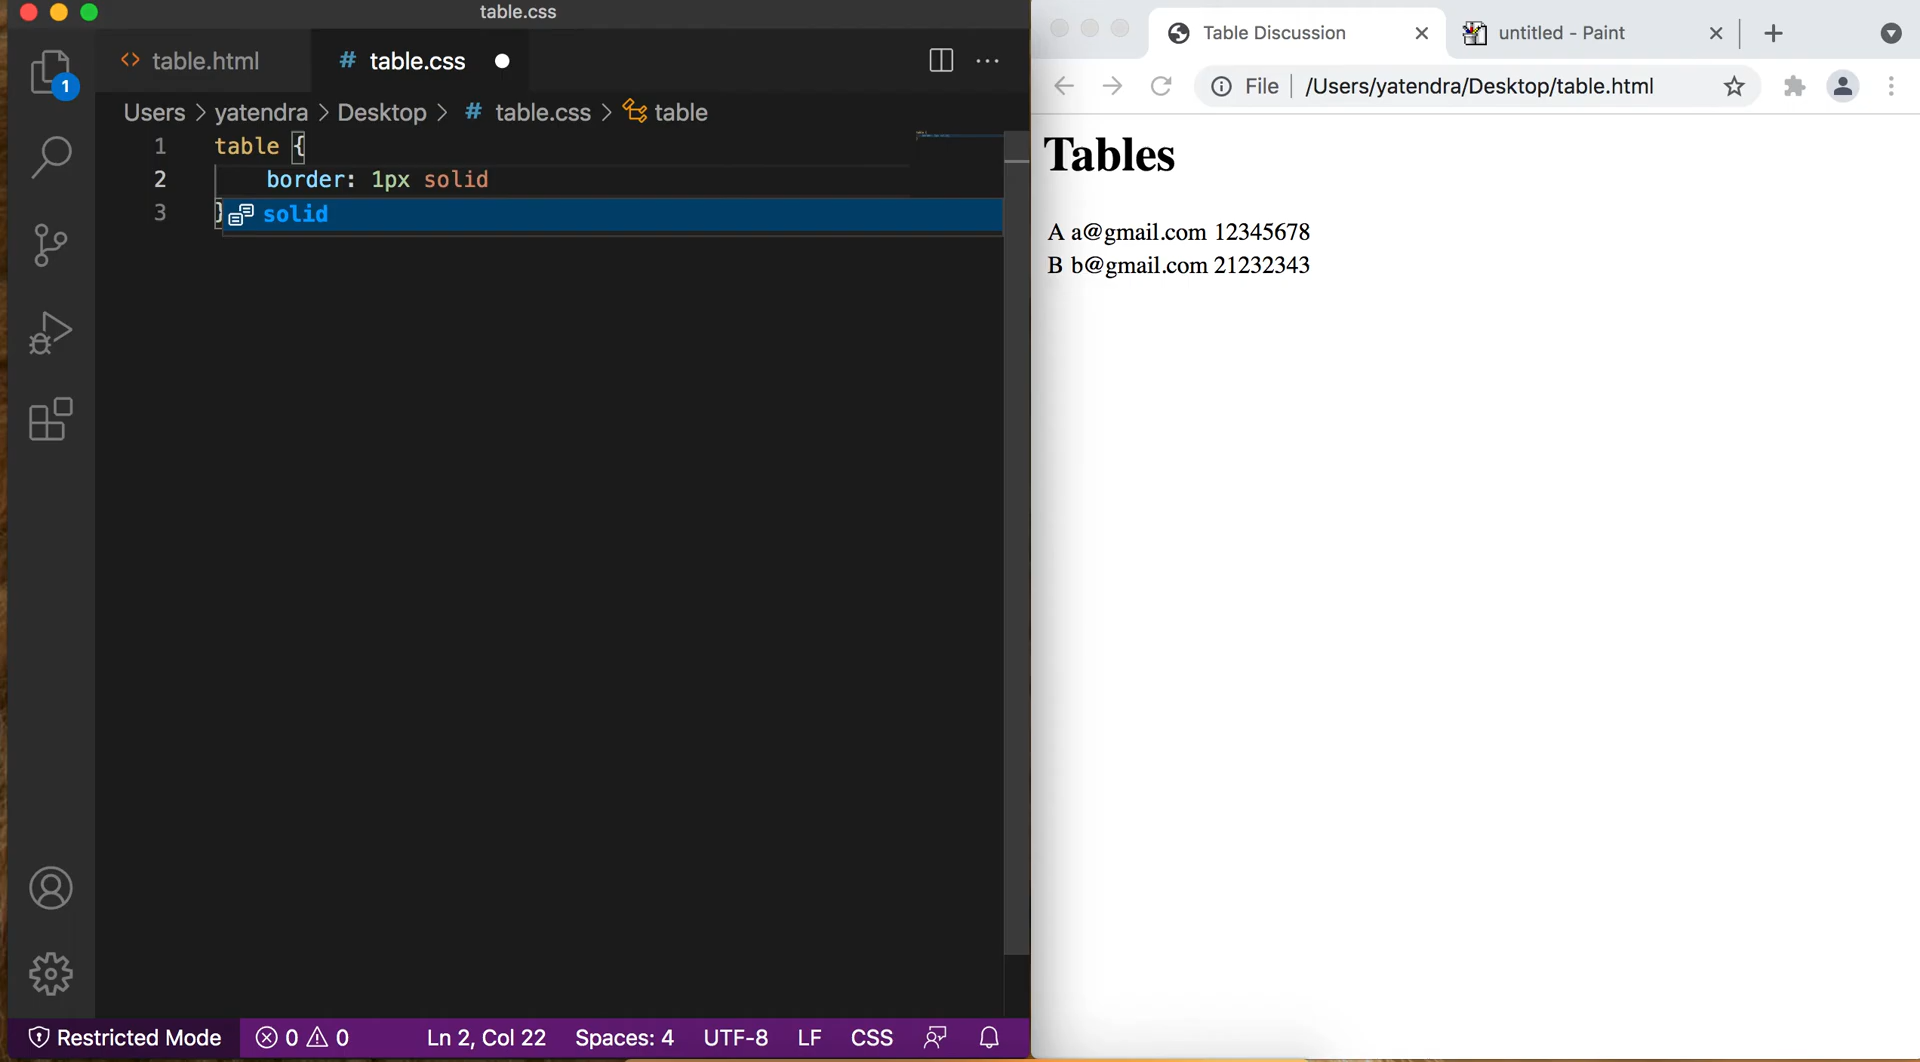 table.css
table.html
# table.css
Users > yatendra > Desktop > # table.css > table
1 table {
2 border: 1px solid
3 }
solid
1
Restricted Mode
0 0
Ln 2, Col 22
Spaces: 4
UTF-8
LF
CSS
Table Discussion
untitled - Paint
File
/Users/yatendra/Desktop/table.html
Tables
A a@gmail.com 12345678
B b@gmail.com 21232343